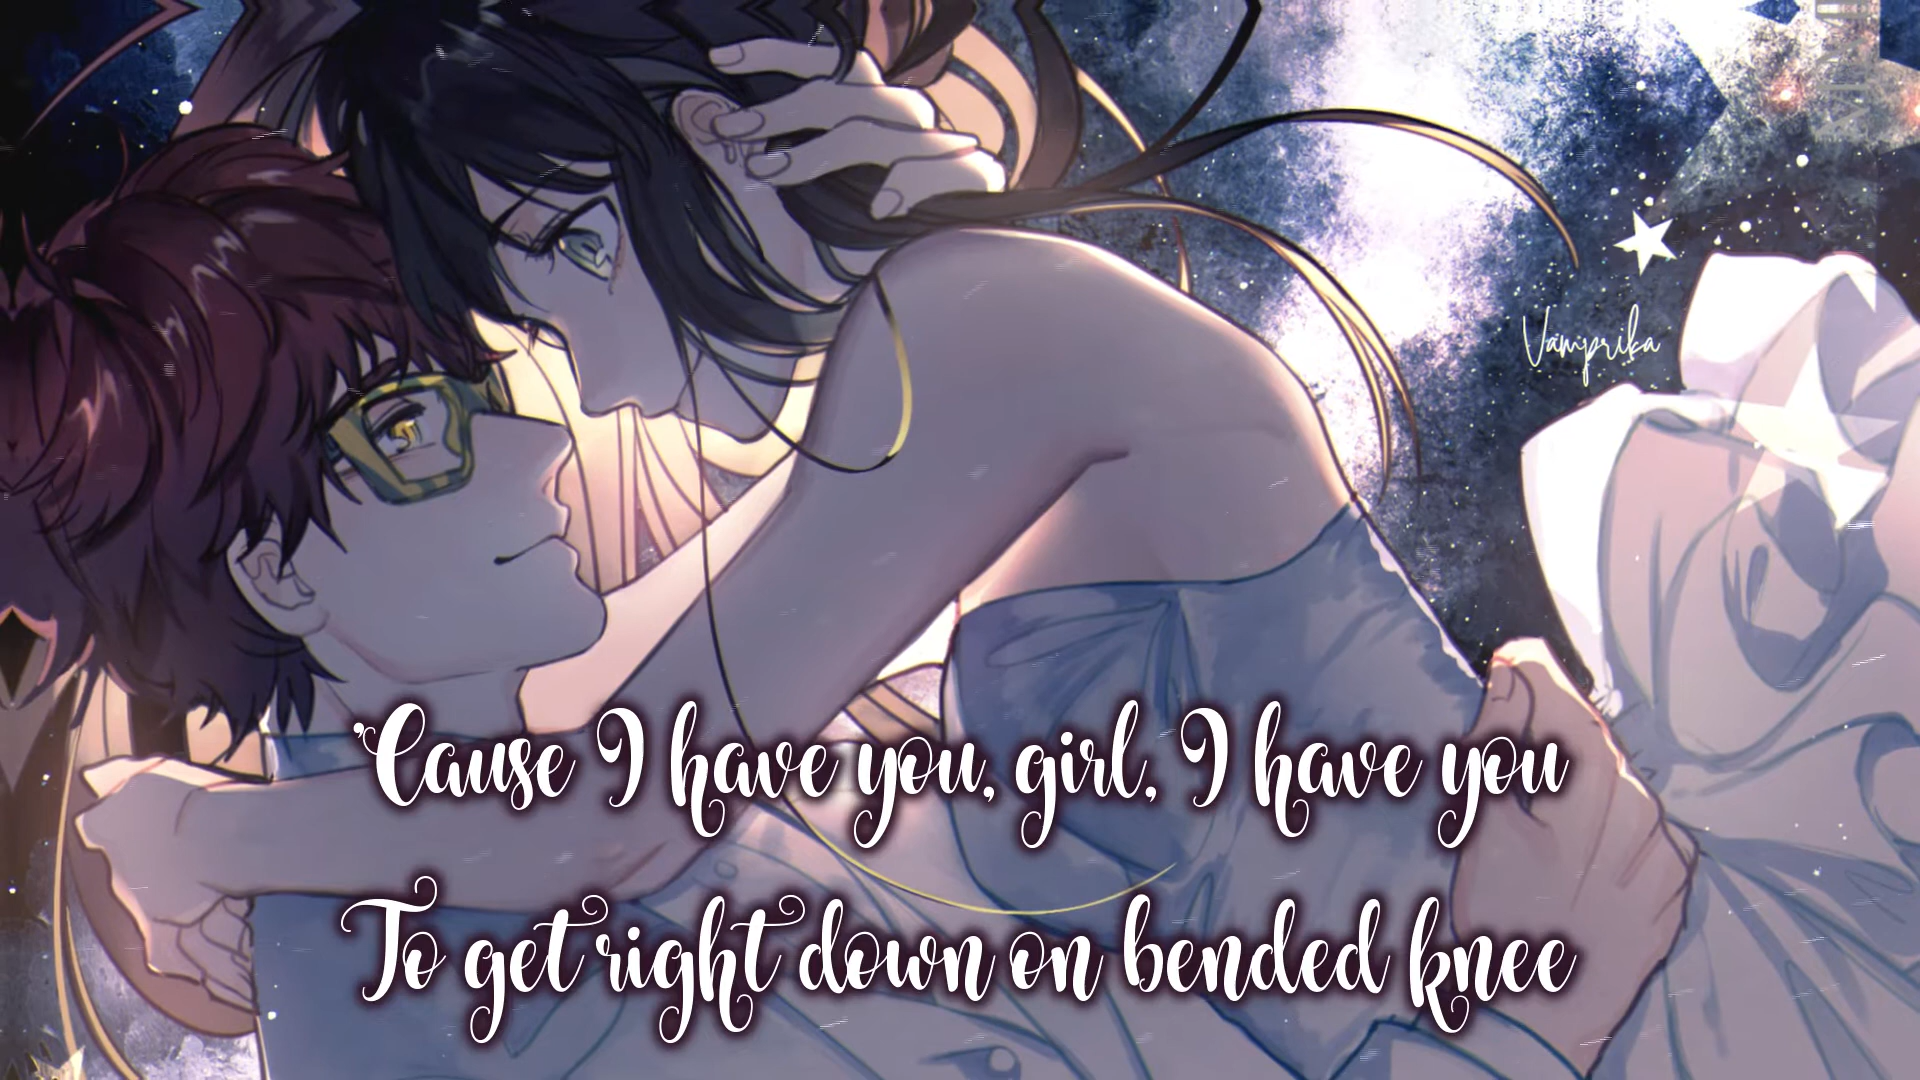 Vamprika
'Cause I have you, girl, I have you
To get right down on bended knee